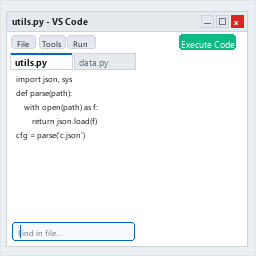 utils.py - VS Code
File Tools Run Execute Code
utils.py data.py
import json, sys
def parse(path):
with open(path) as f:
return json.load(f)
cfg = parse('c.json')
Find in file...